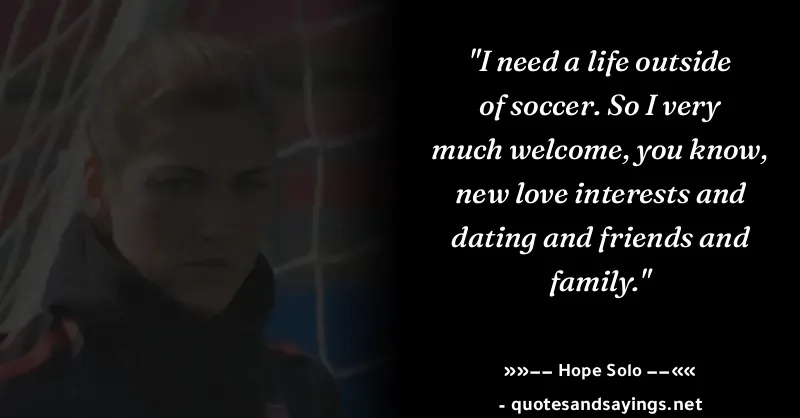 "I need a life outside
of soccer. So I very
much welcome, you know,
new love interests and
dating and friends and
family."
»»—— Hope Solo ——««
- quotesandsayings.net